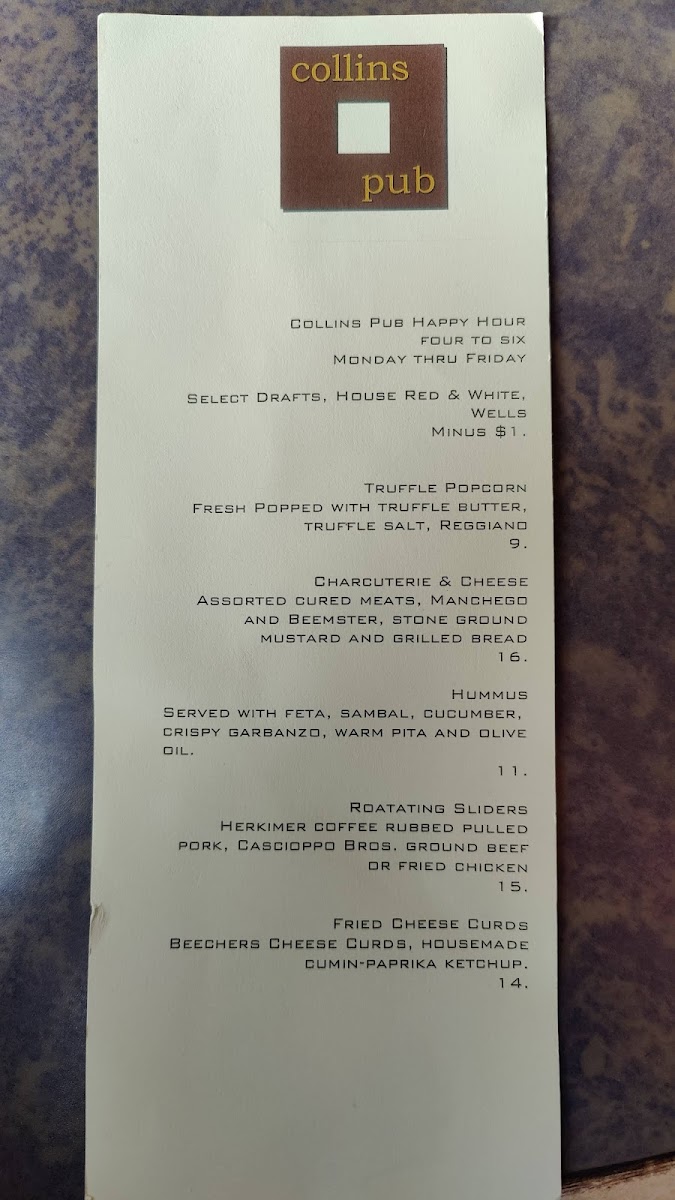 collins
pub
Collins Pub Happy Hour
four to six
Monday thru Friday
Select Drafts, House Red & White,
Wells
Minus $1.
Truffle Popcorn
Fresh Popped with truffle butter,
truffle salt, Reggiano
9.
Charcuterie & Cheese
Assorted cured meats, Manchego
and Beemster, stone ground
mustard and grilled bread
16.
Hummus
Served with feta, sambal, cucumber,
crispy garbanzo, warm pita and olive
oil.
11.
Roatating Sliders
Herkimer coffee rubbed pulled
pork, Cascioppo Bros. ground beef
or fried chicken
15.
Fried Cheese Curds
Beechers Cheese Curds, housemade
cumin-paprika ketchup.
14.